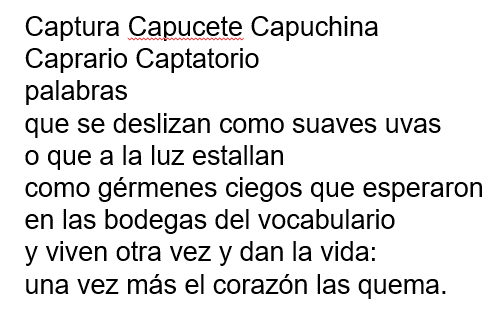 Captura Capucete Capuchina
Caprario Captatorio
palabras
que se deslizan como suaves uvas
o que a la luz estallan
como gérmenes ciegos que esperaron
en las bodegas del vocabulario
y viven otra vez y dan la vida:
una vez más el corazón las quema.